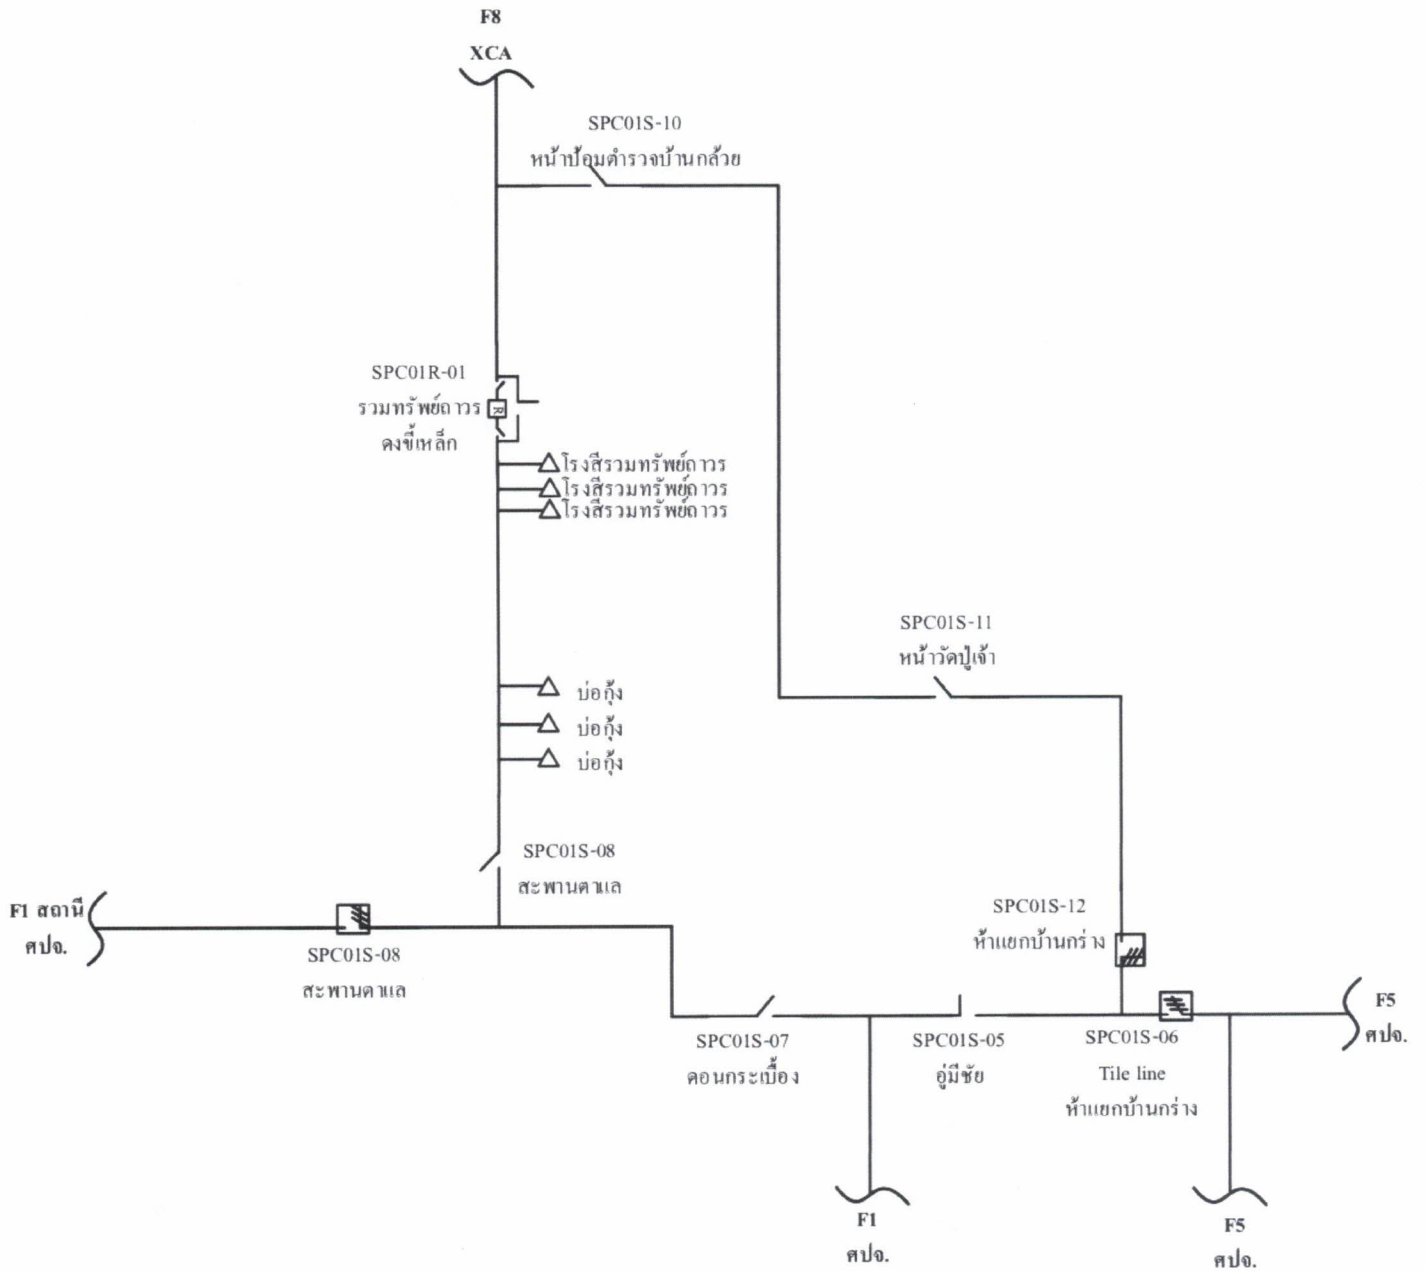 F8
XCA
SPC01S-10
หน้าป้อมตำรวจบ้านกล้วย
SPC01R-01
รวมทรัพย์ถาวร
ดงขี้เหล็ก
R
โรงสีรวมทรัพย์ถาวร
โรงสีรวมทรัพย์ถาวร
โรงสีรวมทรัพย์ถาวร
SPC01S-11
หน้าวัดปู่เจ้า
บ่อกุ้ง
บ่อกุ้ง
บ่อกุ้ง
SPC01S-08
สะพานตาแล
F1 สถานี
ศปจ.
SPC01S-08
สะพานตาแล
SPC01S-12
ห้าแยกบ้านกร่าง
F5
ศปจ.
SPC01S-07
ดอนกระเบื้อง
SPC01S-05
อู่มีชัย
SPC01S-06
Tile line
ห้าแยกบ้านกร่าง
F1
ศปจ.
F5
ศปจ.